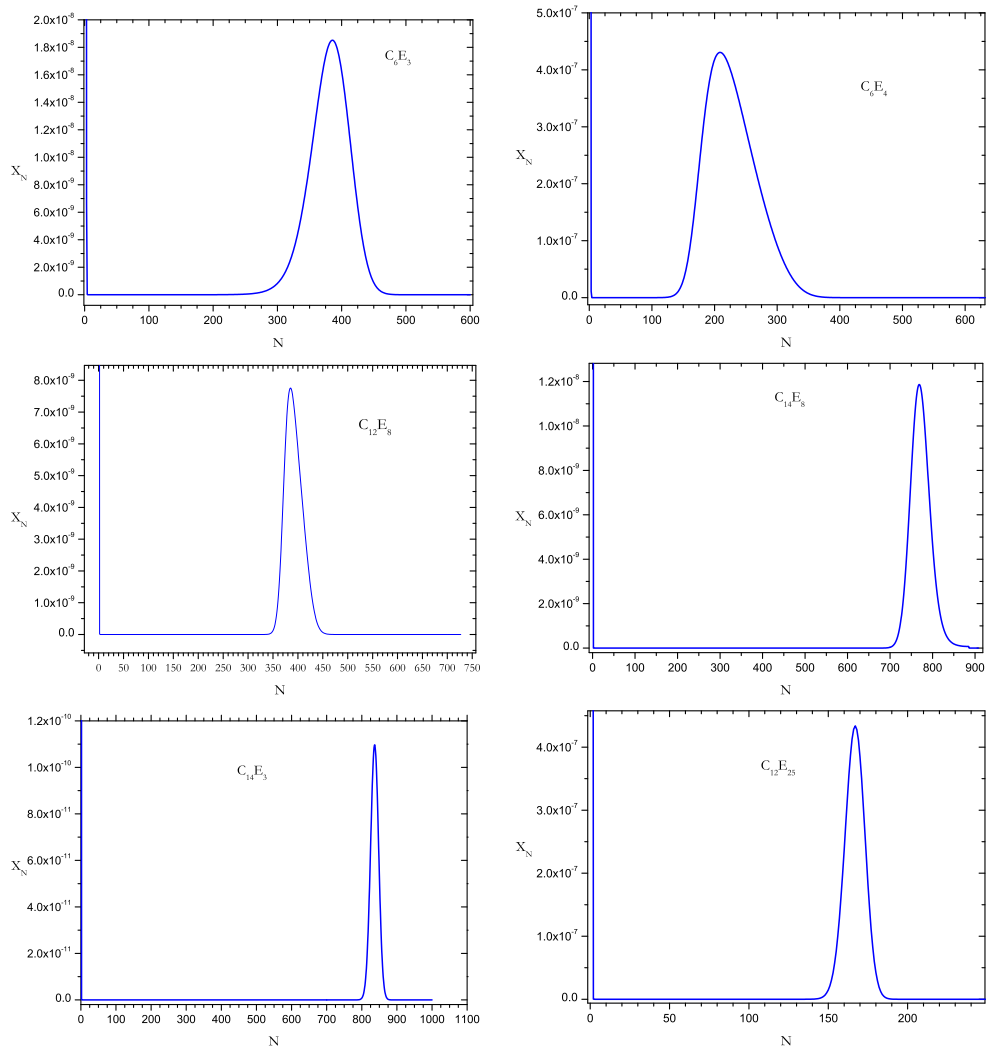 2.0x10⁻⁸
1.8x10⁻⁸
1.6x10⁻⁸
1.4x10⁻⁸
1.2x10⁻⁸
1.0x10⁻⁸
8.0x10⁻⁹
6.0x10⁻⁹
4.0x10⁻⁹
2.0x10⁻⁹
0.0
X_N
C₆E₃
0 100 200 300 400 500 600
N
5.0x10⁻⁷
4.0x10⁻⁷
3.0x10⁻⁷
2.0x10⁻⁷
1.0x10⁻⁷
0.0
X_N
C₆E₄
0 100 200 300 400 500 600
N
8.0x10⁻⁹
7.0x10⁻⁹
6.0x10⁻⁹
5.0x10⁻⁹
4.0x10⁻⁹
3.0x10⁻⁹
2.0x10⁻⁹
1.0x10⁻⁹
0.0
X_N
C₁₂E₈
0 50 100 150 200 250 300 350 400 450 500 550 600 650 700 750
N
1.2x10⁻⁸
1.0x10⁻⁸
8.0x10⁻⁹
6.0x10⁻⁹
4.0x10⁻⁹
2.0x10⁻⁹
0.0
X_N
C₁₄E₈
0 100 200 300 400 500 600 700 800 900
N
1.2x10⁻¹⁰
1.0x10⁻¹⁰
8.0x10⁻¹¹
6.0x10⁻¹¹
4.0x10⁻¹¹
2.0x10⁻¹¹
0.0
X_N
C₁₄E₃
0 100 200 300 400 500 600 700 800 900 1000 1100
N
4.0x10⁻⁷
3.0x10⁻⁷
2.0x10⁻⁷
1.0x10⁻⁷
0.0
X_N
C₁₂E₂₅
0 50 100 150 200
N